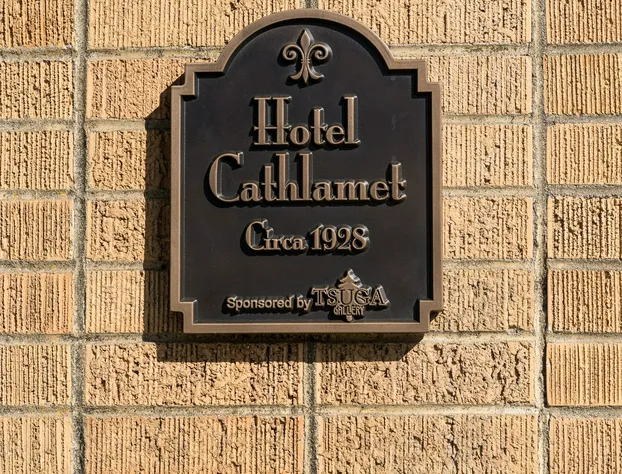 Hotel
Cathlamet
Circa 1928
Sponsored by TSUGA
GALLERY